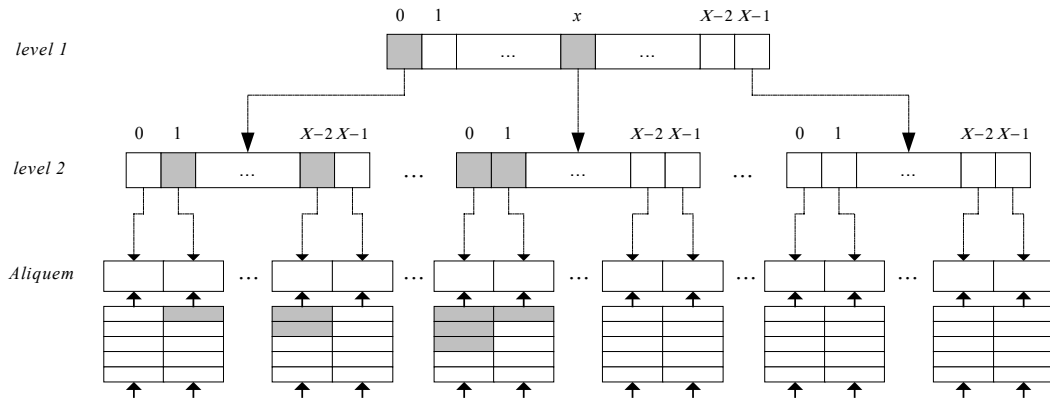 0 1 x X-2 X-1
level 1 ... ...
0 1 X-2 X-1 0 1 X-2 X-1 0 1 X-2 X-1
level 2 ... ... ... ... ...
Aliquem ... ... ... ... ...